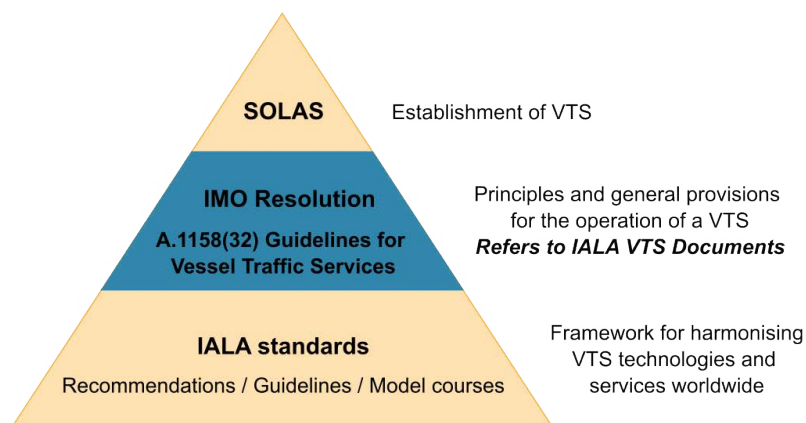 SOLAS
Establishment of VTS
IMO Resolution
A.1158(32) Guidelines for
Vessel Traffic Services
Principles and general provisions
for the operation of a VTS
Refers to IALA VTS Documents
IALA standards
Recommendations / Guidelines / Model courses
Framework for harmonising
VTS technologies and
services worldwide